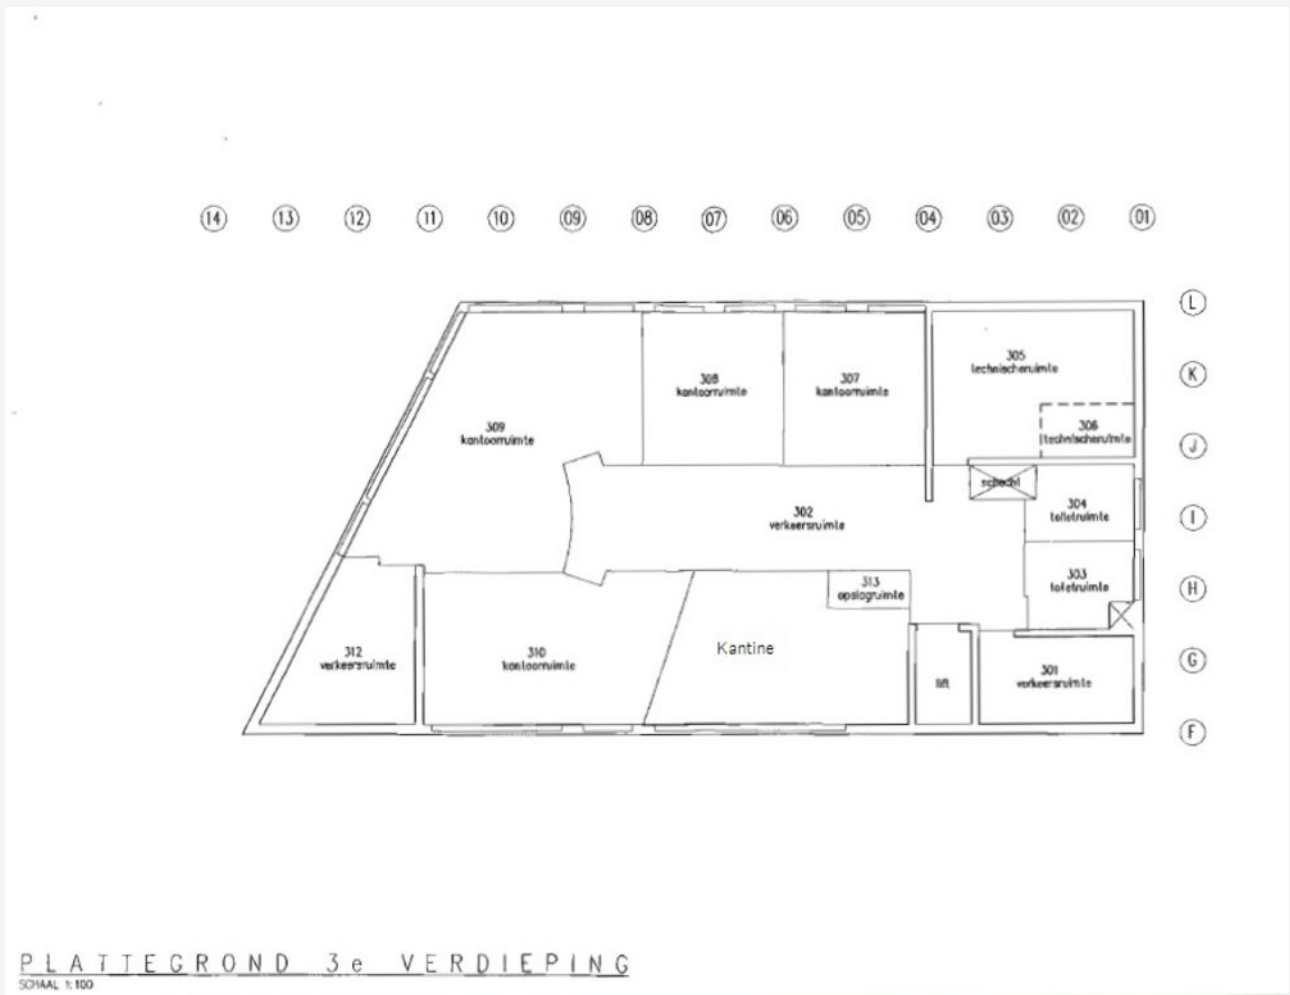 14 13 12 11 10 09 08 07 06 05 04 03 02 01
L
305
technischeruimte
K
308
kantoorruimte
307
kantoorruimte
306
technischeruimte
309
kantoorruimte
J
schacht
304
toiletruimte
302
verkeersruimte
I
303
toiletruimte
313
opslagruimte
H
Kantine
312
verkeersruimte
310
kantoorruimte
G
301
verkeersruimte
lift
F
PLATTEGROND 3e VERDIEPING
SCHAAL 1:100